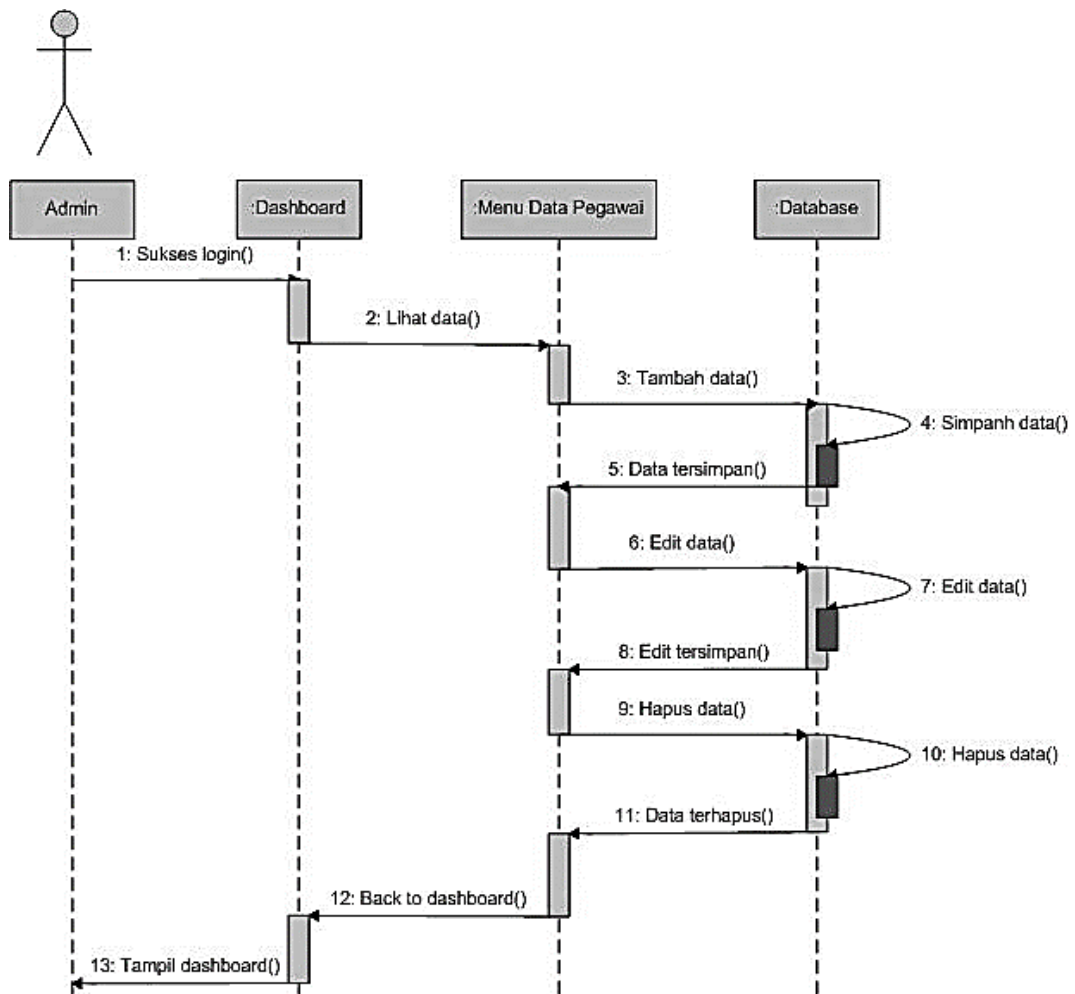 Admin
:Dashboard
:Menu Data Pegawai
:Database
1: Sukses login()
2: Lihat data()
3: Tambah data()
4: Simpanh data()
5: Data tersimpan()
6: Edit data()
7: Edit data()
8: Edit tersimpan()
9: Hapus data()
10: Hapus data()
11: Data terhapus()
12: Back to dashboard()
13: Tampil dashboard()